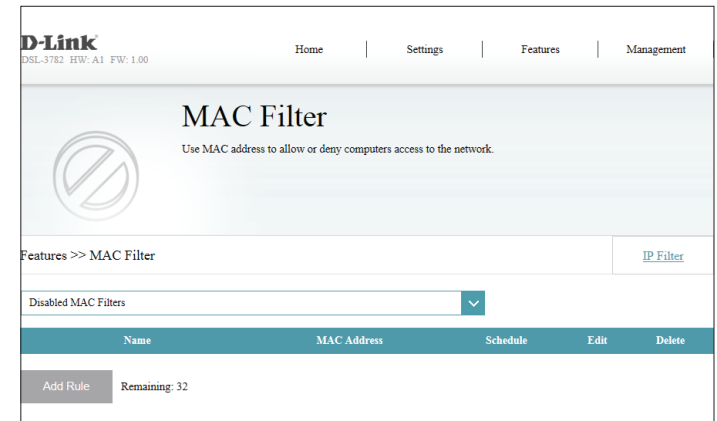 D-Link
DSL-3782 HW: A1 FW: 1.00
Home Settings Features Management
MAC Filter
Use MAC address to allow or deny computers access to the network.
Features >> MAC Filter
IP Filter
Disabled MAC Filters
Name MAC Address Schedule Edit Delete
Add Rule Remaining: 32